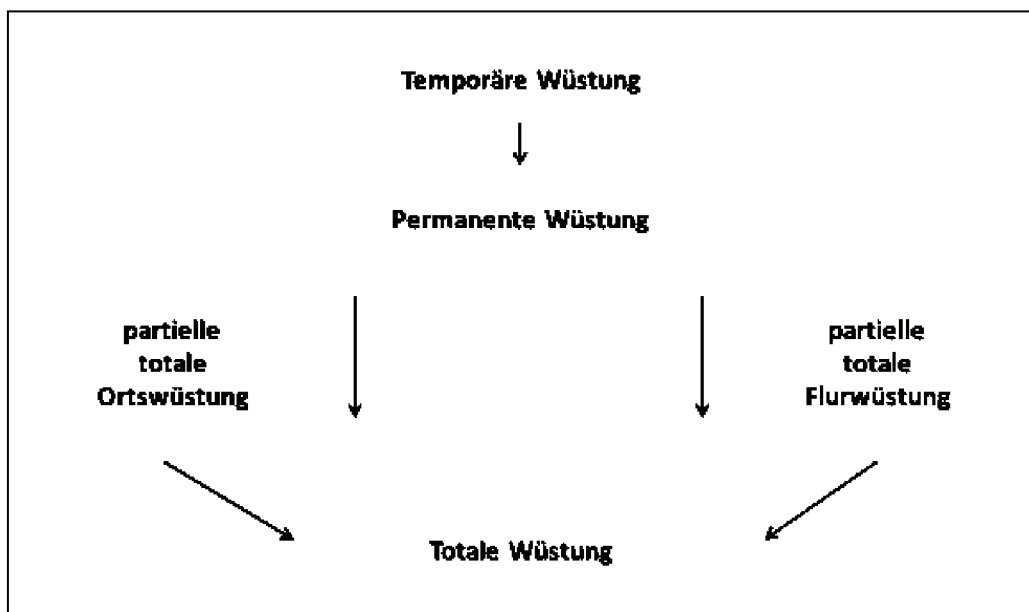 Temporäre Wüstung
Permanente Wüstung
partielle
totale
Ortswüstung
partielle
totale
Flurwüstung
Totale Wüstung